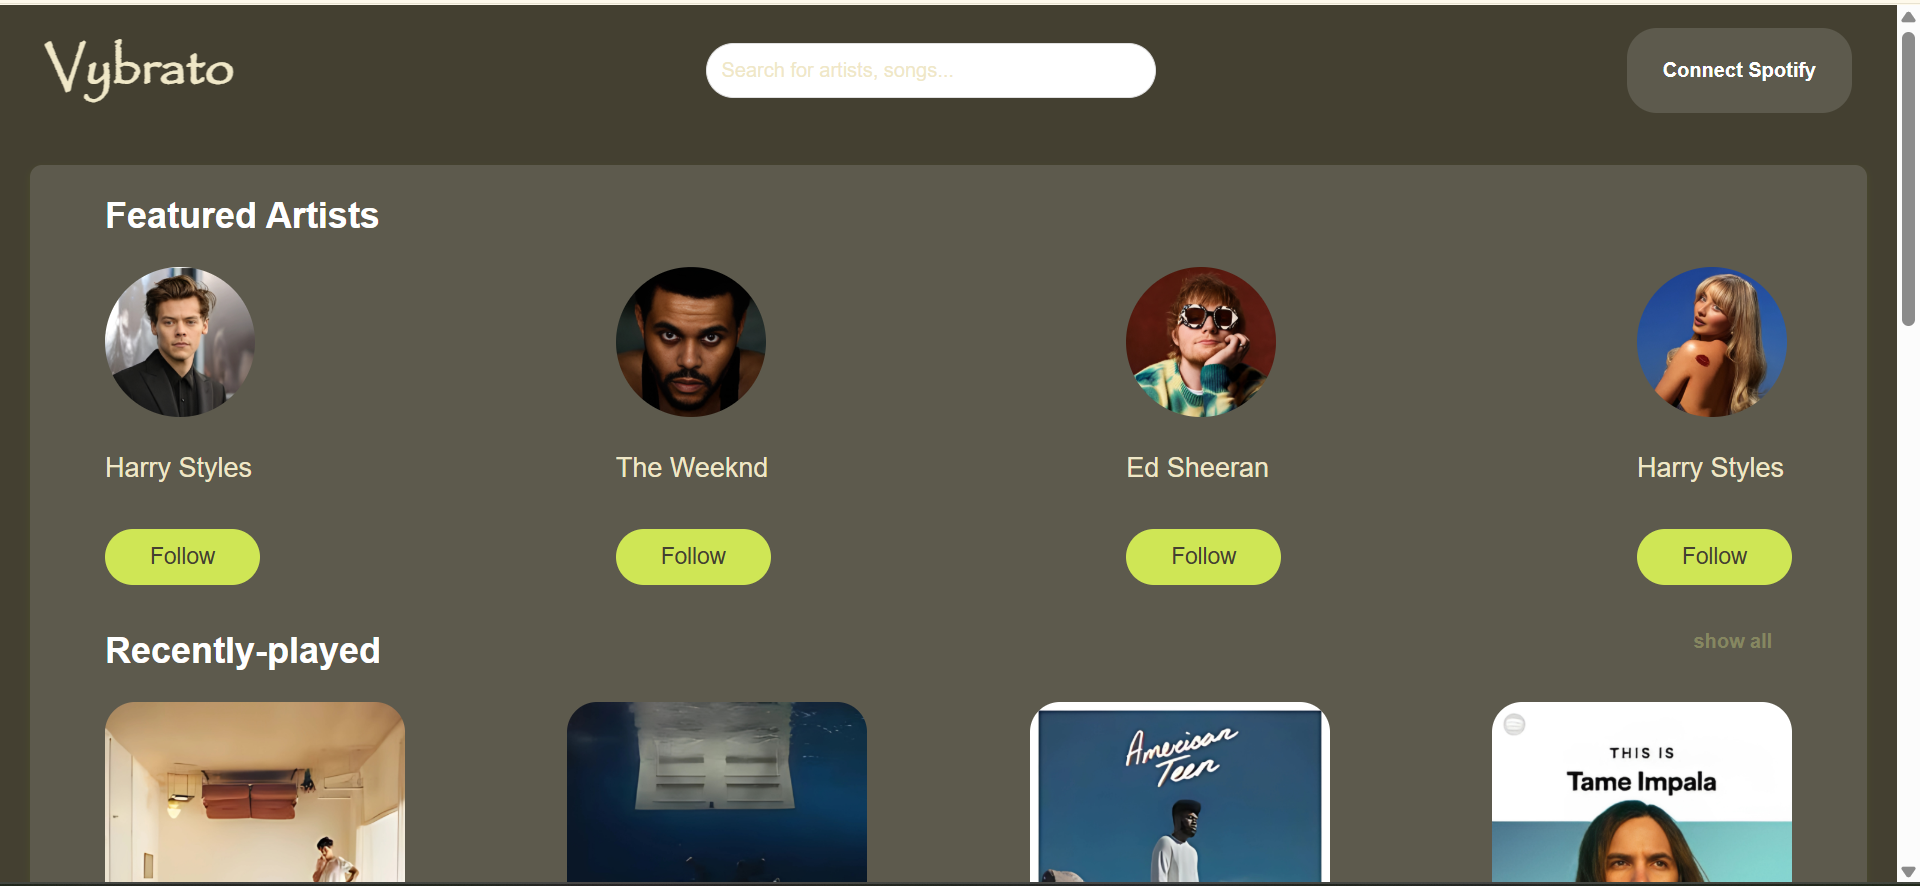 Vybrato
Search for artists, songs...
Connect Spotify
Featured Artists
Harry Styles
The Weeknd
Ed Sheeran
Harry Styles
Follow
Follow
Follow
Follow
Recently-played
show all
American
Teen
THIS IS
Tame Impala